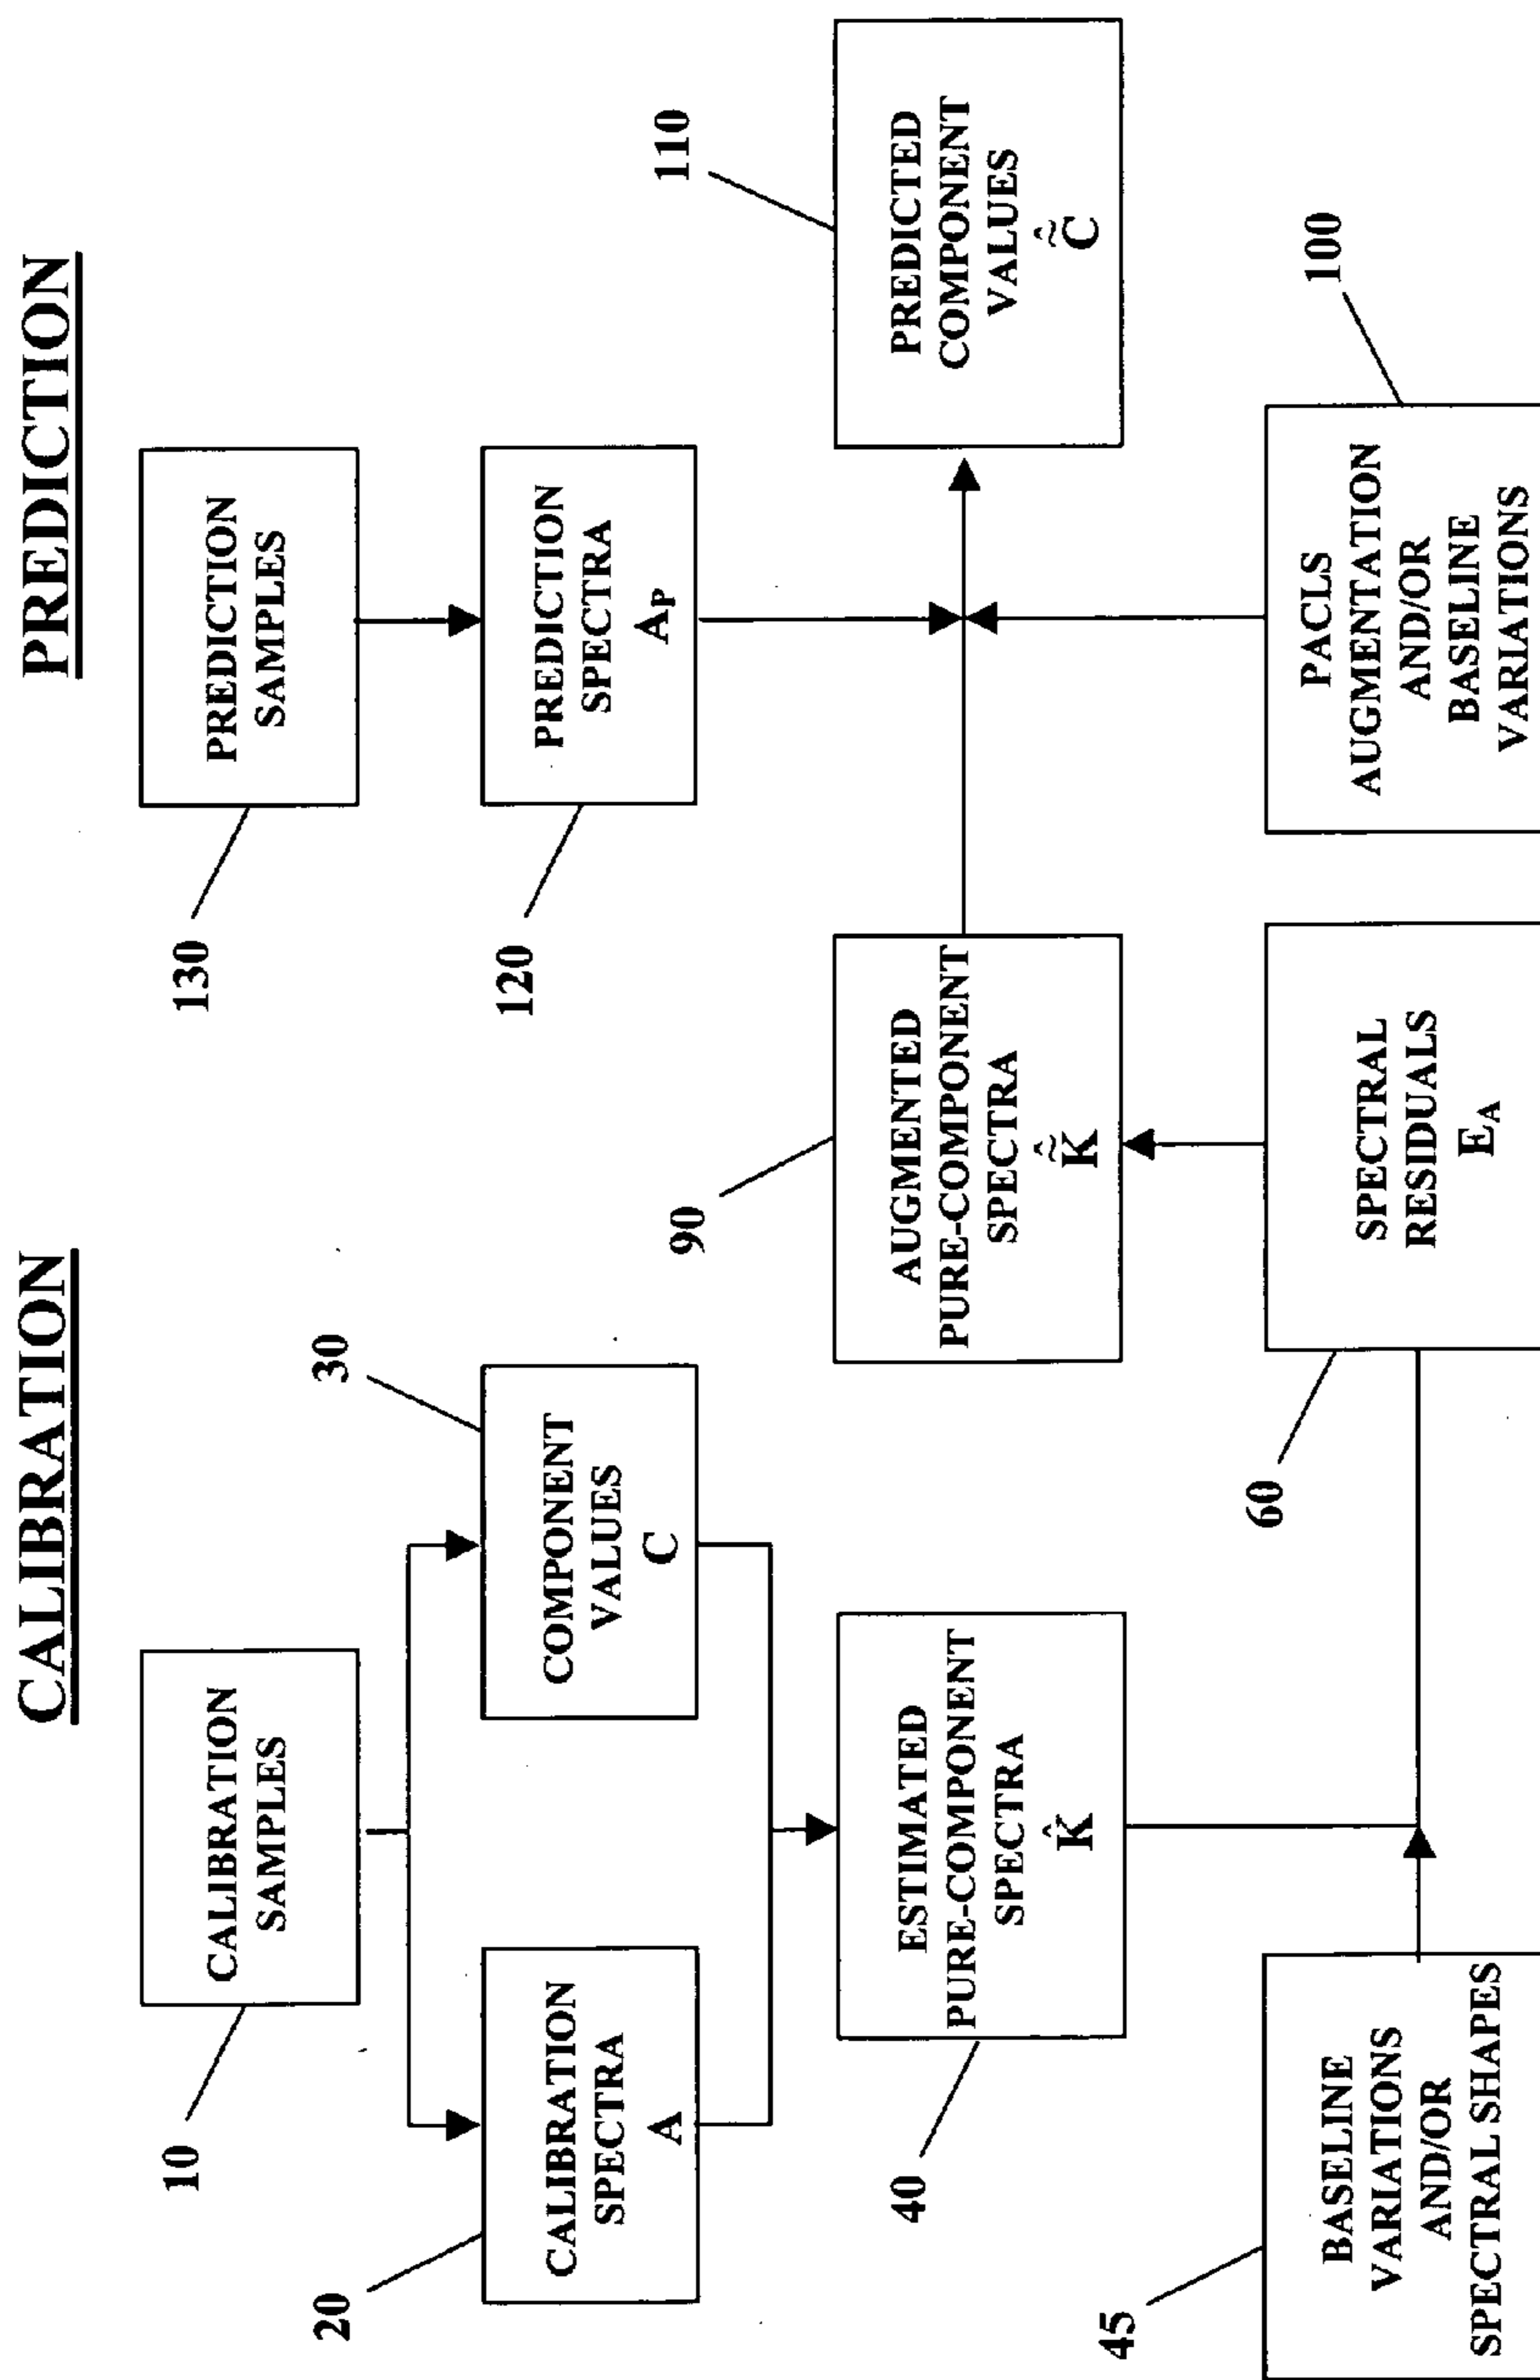 CALIBRATION
10
CALIBRATION
SAMPLES
20
CALIBRATION
SPECTRA
A
30
COMPONENT
VALUES
C
40
ESTIMATED
PURE-COMPONENT
SPECTRA
K̂
45
BASELINE
VARIATIONS
AND/OR
SPECTRAL SHAPES
60
SPECTRAL
RESIDUALS
E_A
90
AUGMENTED
PURE-COMPONENT
SPECTRA
K̃̂
PREDICTION
130
PREDICTION
SAMPLES
120
PREDICTION
SPECTRA
A_P
110
PREDICTED
COMPONENT
VALUES
C̃̂
100
PACLS
AUGMENTATION
AND/OR
BASELINE
VARIATIONS